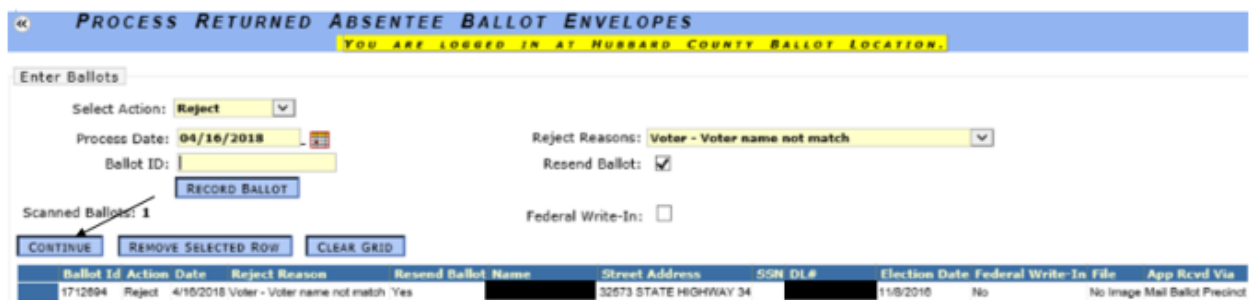 PROCESS RETURNED ABSENTEE BALLOT ENVELOPES
YOU ARE LOGGED IN AT HUBBARD COUNTY BALLOT LOCATION.
Enter Ballots
Select Action: Reject
Process Date: 04/16/2018 Reject Reasons: Voter - Voter name not match
Ballot ID: Resend Ballot:
RECORD BALLOT
Scanned Ballots: 1 Federal Write-In:
CONTINUE REMOVE SELECTED ROW CLEAR GRID
Ballot Id Action Date Reject Reason Resend Ballot Name Street Address SSN DL# Election Date Federal Write-In File App Rcvd Via
1712694 Reject 4/16/2018 Voter - Voter name not match Yes 32573 STATE HIGHWAY 34 11/8/2016 No No Image Mail Ballot Precinct